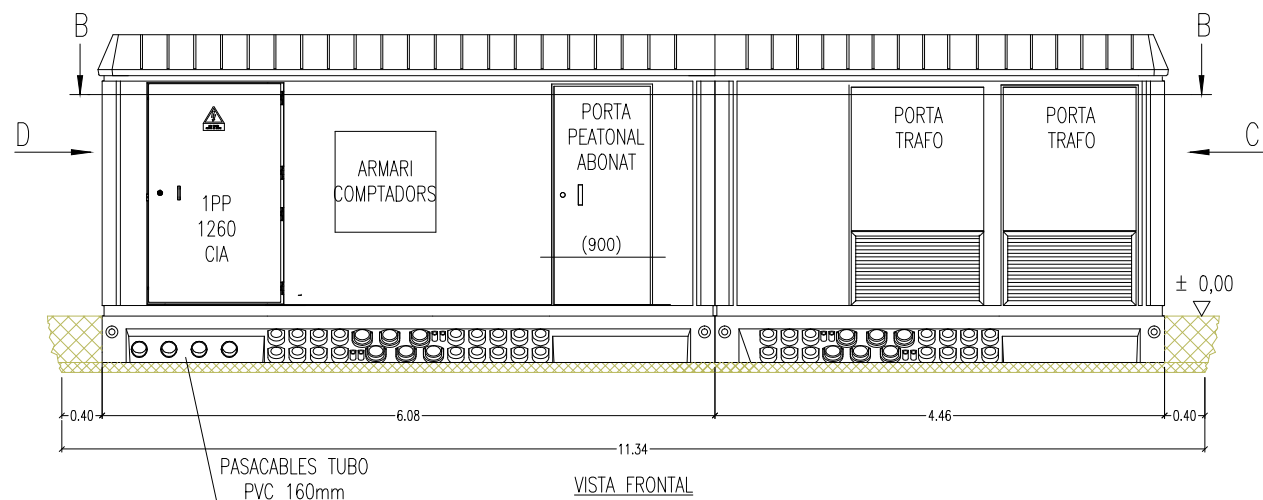 B
B
D
C
1PP
1260
CIA
ARMARI
COMPTADORS
PORTA
PEATONAL
ABONAT
(900)
PORTA
TRAFO
PORTA
TRAFO
± 0,00
0.40
6.08
4.46
0.40
11.34
PASACABLES TUBO
PVC 160mm
VISTA FRONTAL